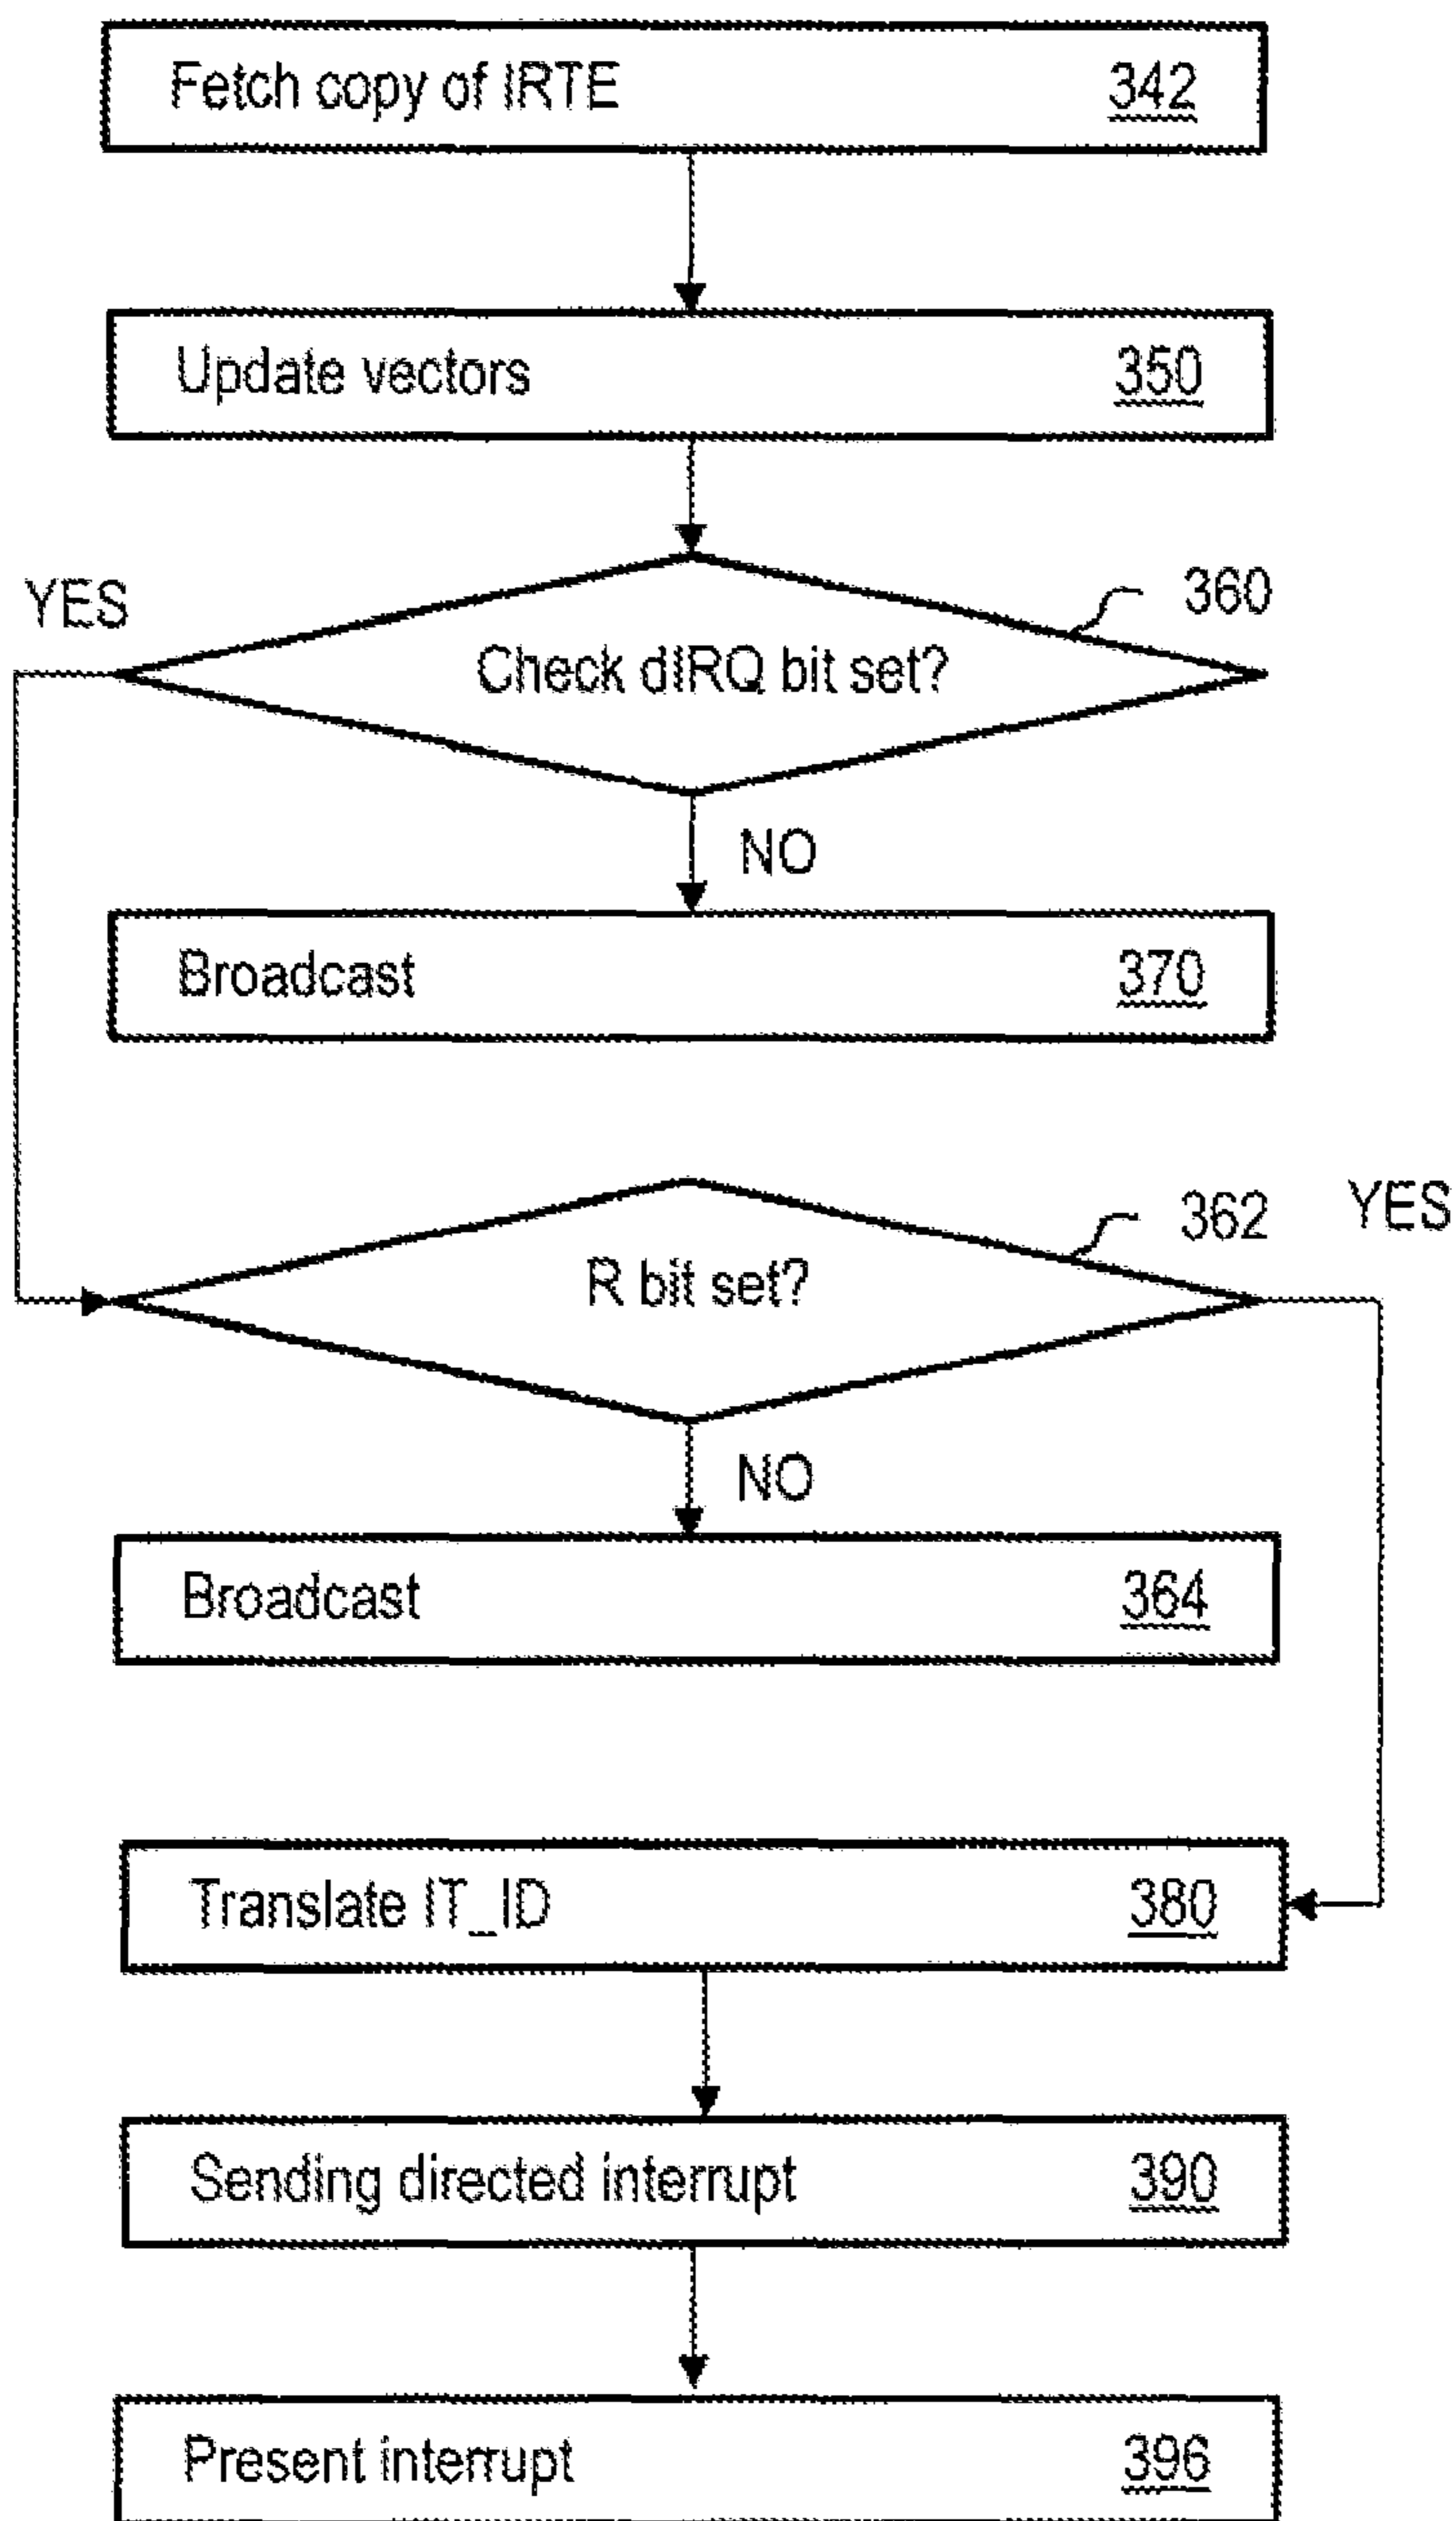 Fetch copy of IRTE 342
Update vectors 350
YES
360
Check dIRQ bit set?
NO
Broadcast 370
362
YES
R bit set?
NO
Broadcast 364
Translate IT_ID 380
Sending directed interrupt 390
Present interrupt 396